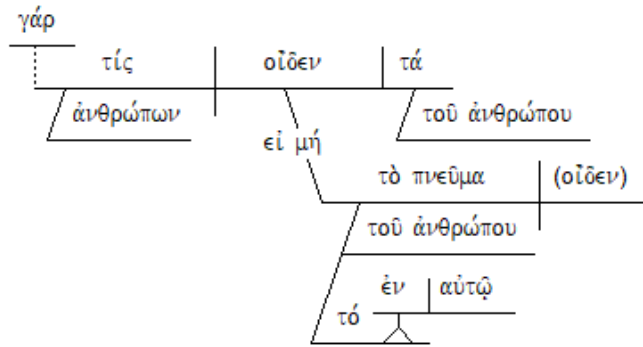 γάρ
τίς οἶδεν τά
ἀνθρώπων τοῦ ἀνθρώπου
εἰ μή
τὸ πνεῦμα (οἶδεν)
τοῦ ἀνθρώπου
ἐν αὐτῷ
τό